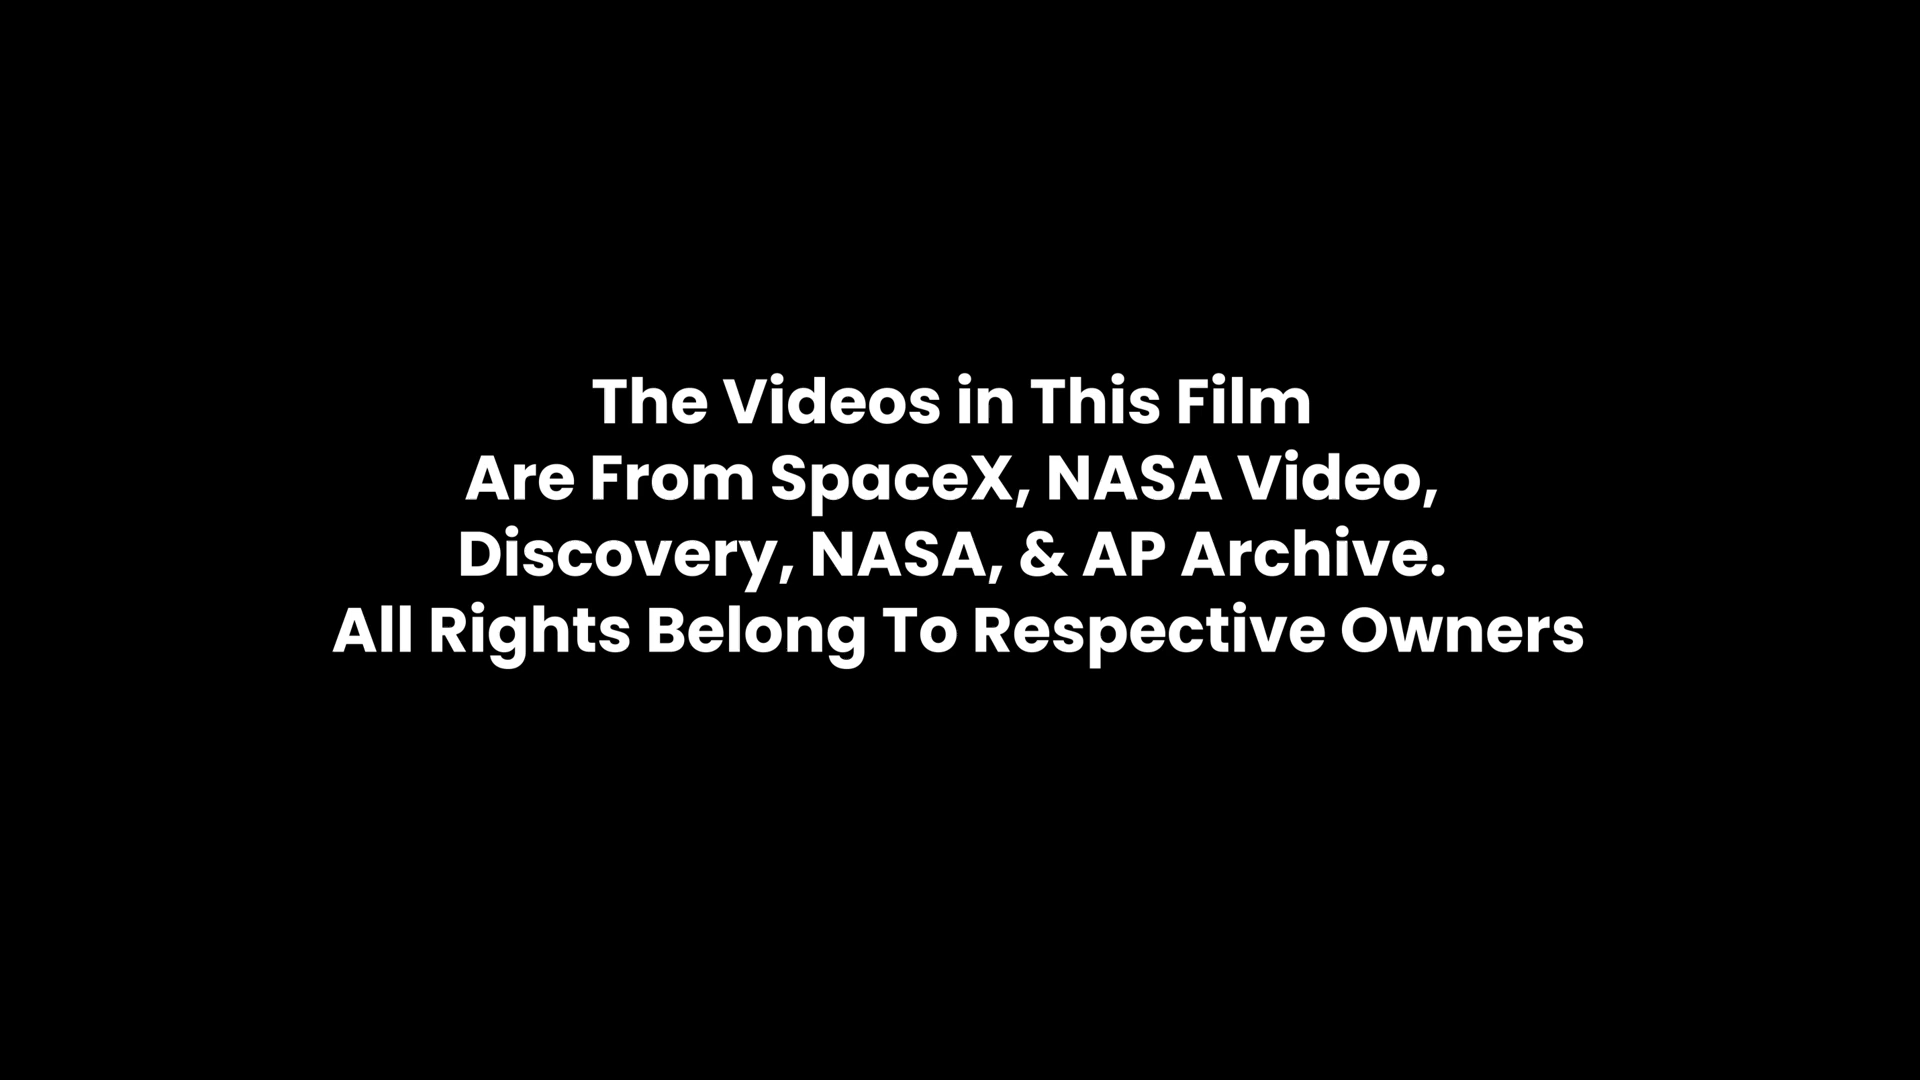 The Videos in This Film
Are From SpaceX, NASA Video,
Discovery, NASA, & AP Archive.
All Rights Belong To Respective Owners